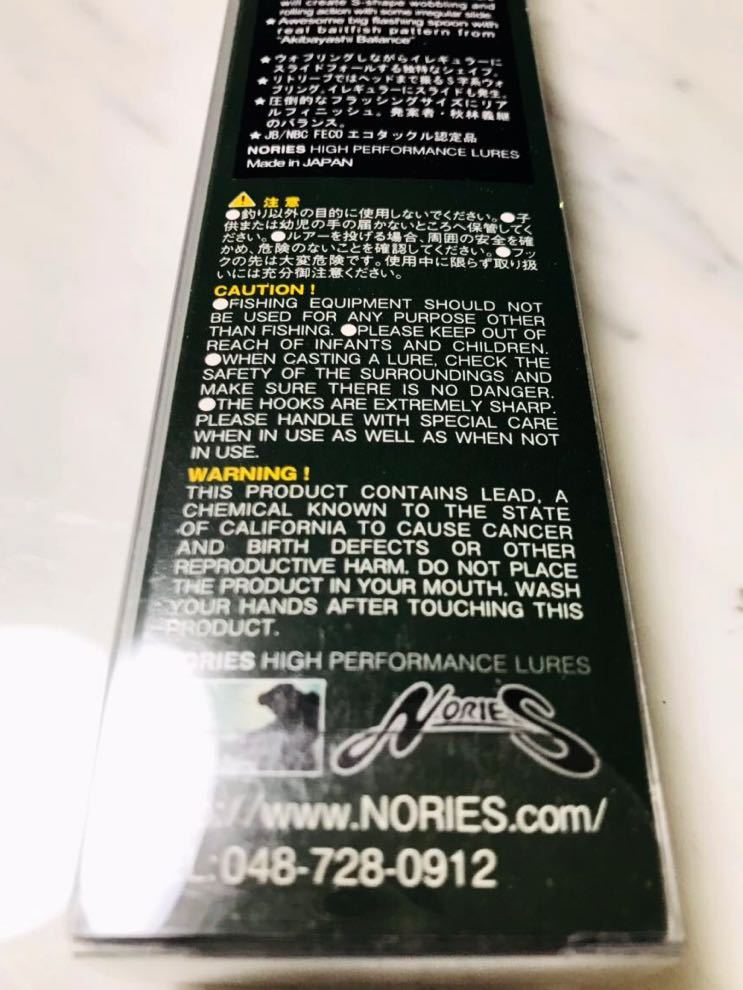 will create S-shape wobbling and
rolling action with some irregular slide.
★Awesome big flashing spoon with
real baitfish pattern from
"Akibayashi Balance"
★ウォブリングしながらイレギュラーに
スライドフォールする独特なシェイプ。
★リトリーブではヘッドまで振るS字系ウォ
ブリング。イレギュラーにスライドも発生。
★圧倒的なフラッシングサイズにリア
ルフィニッシュ。発案者・秋林義継
のバランス。
★JB/NBC FECO エコタックル認定品
NORIES HIGH PERFORMANCE LURES
Made in JAPAN
注意
●釣り以外の目的に使用しないでください。●子
供または幼児の手の届かないところへ保管してく
ださい。●ルアーを投げる場合、周囲の安全を確
かめ、危険のないことを確認してください。●フッ
クの先は大変危険です。使用中に限らず取り扱
いには充分御注意ください。
CAUTION!
●FISHING EQUIPMENT SHOULD NOT
BE USED FOR ANY PURPOSE OTHER
THAN FISHING. ●PLEASE KEEP OUT OF
REACH OF INFANTS AND CHILDREN.
●WHEN CASTING A LURE, CHECK THE
SAFETY OF THE SURROUNDINGS AND
MAKE SURE THERE IS NO DANGER.
●THE HOOKS ARE EXTREMELY SHARP.
PLEASE HANDLE WITH SPECIAL CARE
WHEN IN USE AS WELL AS WHEN NOT
IN USE.
WARNING!
THIS PRODUCT CONTAINS LEAD, A
CHEMICAL KNOWN TO THE STATE
OF CALIFORNIA TO CAUSE CANCER
AND BIRTH DEFECTS OR OTHER
REPRODUCTIVE HARM. DO NOT PLACE
THE PRODUCT IN YOUR MOUTH. WASH
YOUR HANDS AFTER TOUCHING THIS
PRODUCT.
NORIES HIGH PERFORMANCE LURES
NORIES
://www.NORIES.com/
L:048-728-0912